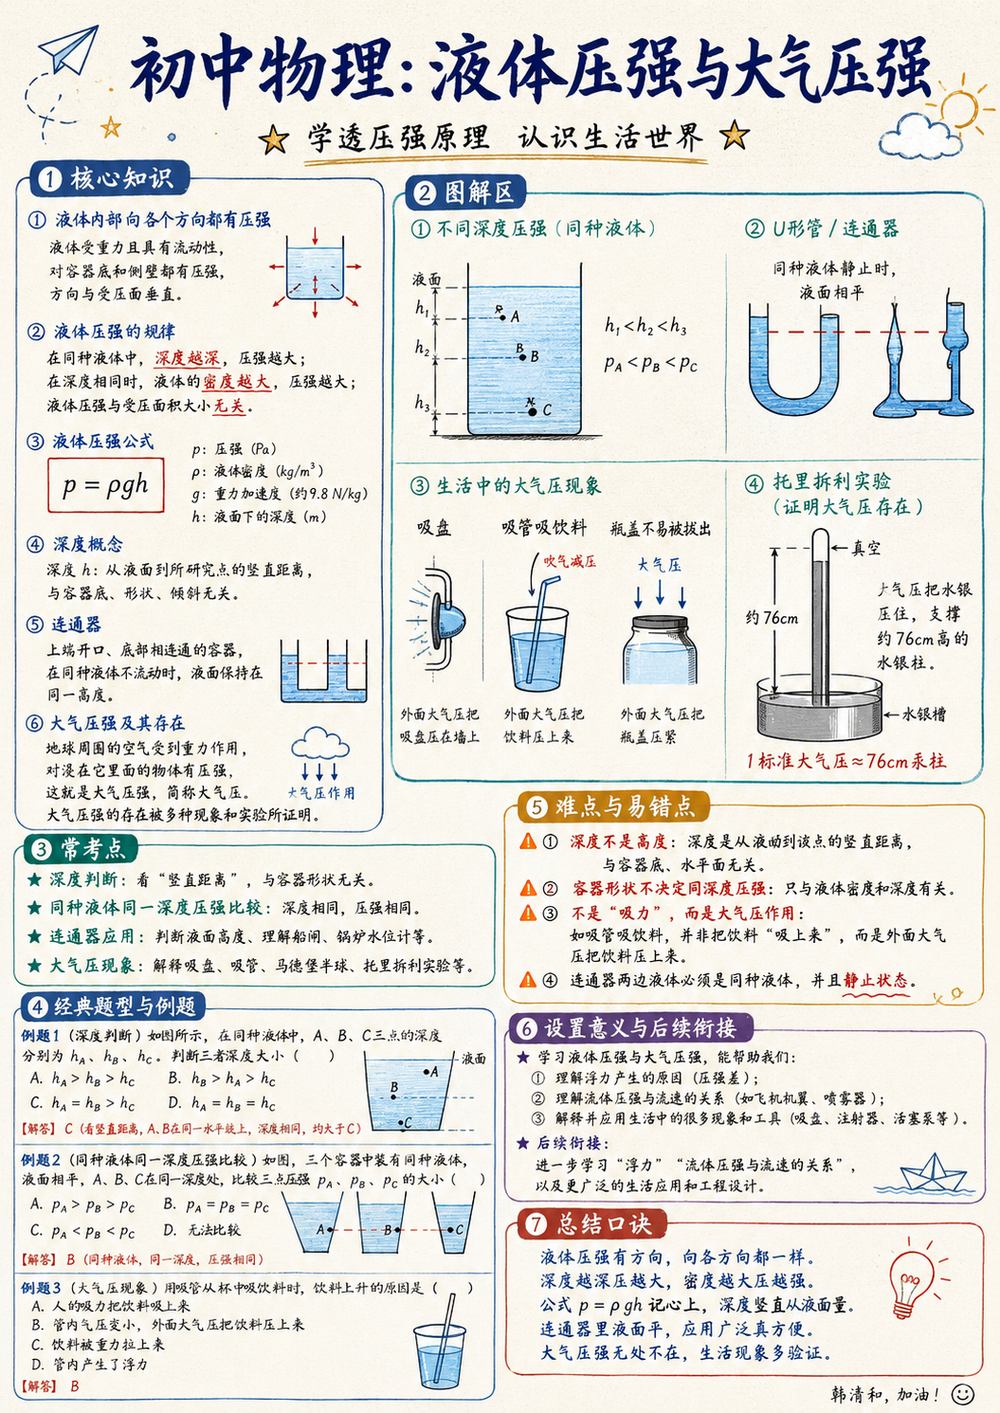 初中物理：液体压强与大气压强
学透压强原理 认识生活世界
1 核心知识
① 液体内部向各个方向都有压强
液体受重力且具有流动性，
对容器底和侧壁都有压强，
方向与受压面垂直。
② 液体压强的规律
在同种液体中，深度越深，压强越大；
在深度相同时，液体的密度越大，压强越大；
液体压强与受压面积大小无关。
③ 液体压强公式
p = ρgh
p：压强（Pa）
ρ：液体密度（kg/m³）
g：重力加速度（约9.8 N/kg）
h：液面下的深度（m）
④ 深度概念
深度 h：从液面到所研究点的竖直距离，
与容器底、形状、倾斜无关。
⑤ 连通器
上端开口、底部相连通的容器，
在同种液体不流动时，液面保持在
同一高度。
⑥ 大气压强及其存在
地球周围的空气受到重力作用，
对浸在它里面的物体有压强，
这就是大气压强，简称大气压。
大气压强的存在被多种现象和实验所证明。
大气压作用
2 图解区
① 不同深度压强（同种液体）
液面
h₁
h₂
h₃
A
B
B
C
h₁<h₂<h₃
p_A<p_B<p_C
② U形管 / 连通器
同种液体静止时，
液面相平
③ 生活中的大气压现象
吸盘
吸管吸饮料
瓶盖不易被拔出
吹气减压
大气压
外面大气压把
吸盘压在墙上
外面大气压把
饮料压上来
外面大气压把
瓶盖压紧
④ 托里拆利实验
（证明大气压存在）
真空
约76cm
大气压把水银
压住，支撑
约76cm高的
水银柱。
水银槽
1标准大气压≈76cm汞柱
3 常考点
★ 深度判断：看“竖直距离”，与容器形状无关。
★ 同种液体同一深度压强比较：深度相同，压强相同。
★ 连通器应用：判断液面高度、理解船闸、锅炉水位计等。
★ 大气压现象：解释吸盘、吸管、马德堡半球、托里拆利实验等。
4 经典题型与例题
例题1（深度判断）如图所示，在同种液体中，A、B、C三点的深度
分别为 h_A、h_B、h_C。判断三者深度大小（ ）
A. h_A > h_B > h_C B. h_B > h_A > h_C
C. h_A = h_B > h_C D. h_A = h_B = h_C
液面
A
B
C
【解答】 C（看竖直距离，A、B在同一水平线上，深度相同，均大于C）
例题2（同种液体同一深度压强比较）如图，三个容器中装有同种液体，
液面相平，A、B、C在同一深度处，比较三点压强 p_A、p_B、p_C 的大小（ ）
A. p_A > p_B > p_C B. p_A = p_B = p_C
C. p_A < p_B < p_C D. 无法比较
A
B
C
【解答】 B（同种液体，同一深度，压强相同）
例题3（大气压现象）用吸管从杯中吸饮料时，饮料上升的原因是（ ）
A. 人的吸力把饮料吸上来
B. 管内气压变小，外面大气压把饮料压上来
C. 饮料被重力拉上来
D. 管内产生了浮力
【解答】 B
5 难点与易错点
① 深度不是高度：深度是从液到该点的竖直距离，
与容器底、水平面无关。
② 容器形状不决定同深度压强：只与液体密度和深度有关。
③ 不是“吸力”，而是大气压作用：
如吸管吸饮料，并非把饮料“吸上来”，而是外面大气
压把饮料压上来。
④ 连通器两边液体必须是同种液体，并且静止状态。
6 设置意义与后续衔接
★ 学习液体压强与大气压强，能帮助我们：
① 理解浮力产生的原因（压强差）；
② 理解流体压强与流速的关系（如飞机机翼、喷雾器）；
③ 解释并应用生活中的很多现象和工具（吸盘、注射器、活塞泵等）。
★ 后续衔接：
进一步学习“浮力”“流体压强与流速的关系”，
以及更广泛的生活应用和工程设计。
7 总结口诀
液体压强有方向，向各方向都一样。
深度越深压越大，密度越大压越强。
公式 p = ρgh 记心上，深度竖直从液面量。
连通器里液面平，应用广泛真方便。
大气压强无处不在，生活现象多验证。
韩清和，加油！